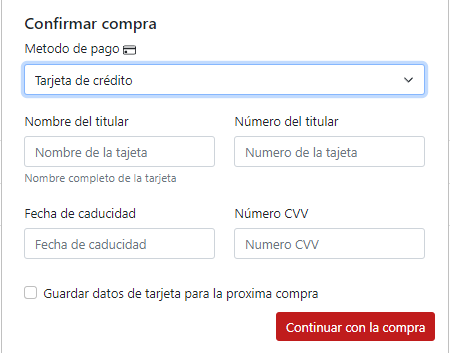 Confirmar compra
Metodo de pago
Tarjeta de crédito
Nombre del titular
Número del titular
Nombre de la tajeta
Numero de la tajeta
Nombre completo de la tarjeta
Fecha de caducidad
Número CVV
Fecha de caducidad
Numero CVV
Guardar datos de tarjeta para la proxima compra
Continuar con la compra